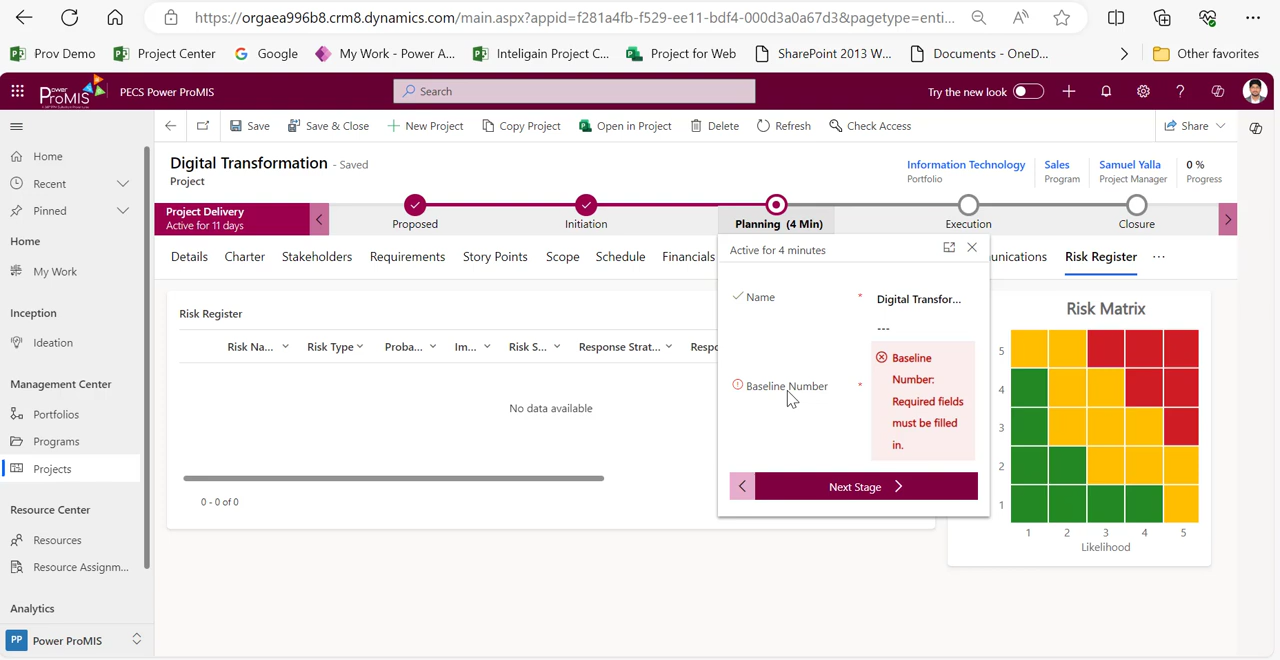 https://orgaea996b8.crm8.dynamics.com/main.aspx?appid=f281a4fb-f529-ee11-bdf4-000d3a0a67d3&pagetype=enti...
Prov Demo
Project Center
Google
My Work - Power A...
Inteligain Project C...
Project for Web
SharePoint 2013 W...
Documents - OneD...
Other favorites
Power ProMIS
PECS Power ProMIS
Search
Try the new look
Save
Save & Close
New Project
Copy Project
Open in Project
Delete
Refresh
Check Access
Share
Home
Recent
Pinned
Home
My Work
Inception
Ideation
Management Center
Portfolios
Programs
Projects
Resource Center
Resources
Resource Assignm...
Analytics
PP Power ProMIS
Digital Transformation - Saved
Project
Information Technology
Portfolio
Sales
Program
Samuel Yalla
Project Manager
0 %
Progress
Project Delivery
Active for 11 days
Proposed
Initiation
Planning (4 Min)
Execution
Closure
Details
Charter
Stakeholders
Requirements
Story Points
Scope
Schedule
Financials
unications
Risk Register
...
Active for 4 minutes
Name
*
Digital Transfor...
---
Baseline Number
*
Baseline
Number:
Required fields
must be filled
in.
Next Stage
Risk Register
Risk Na...
Risk Type
Proba...
Im...
Risk S...
Response Strat...
Respo
No data available
0 - 0 of 0
Risk Matrix
5
4
3
2
1
1 2 3 4 5
Likelihood